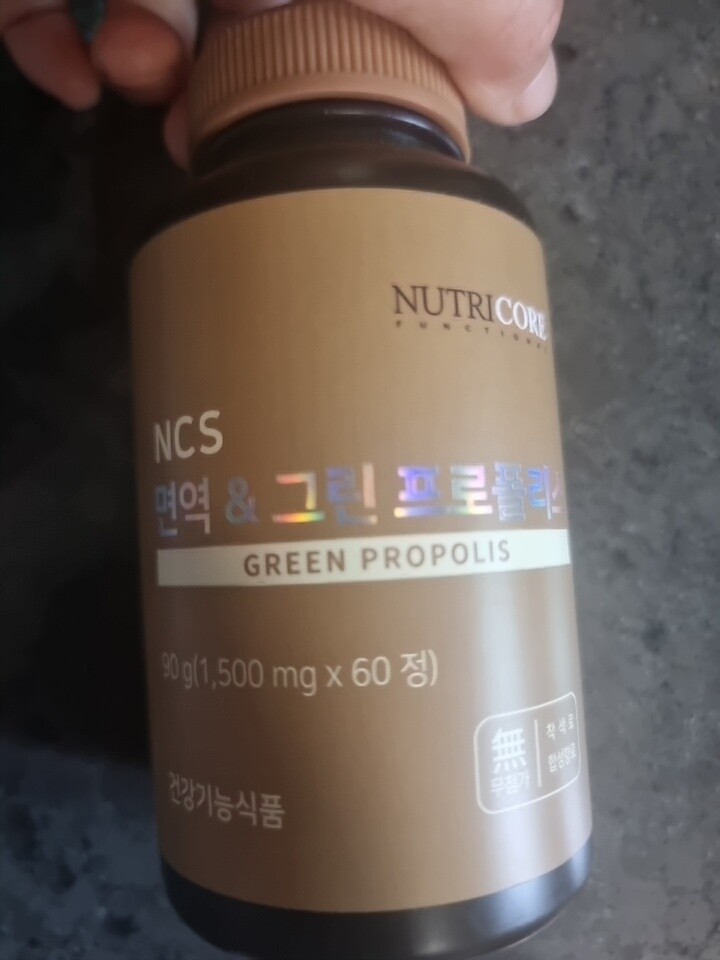 NUTRICORE
FUNCTIONAL
NCS
면역 & 그린 프로폴리스
GREEN PROPOLIS
90 g(1,500 mg x 60 정)
無
무첨가
착색료
합성향료
건강기능식품